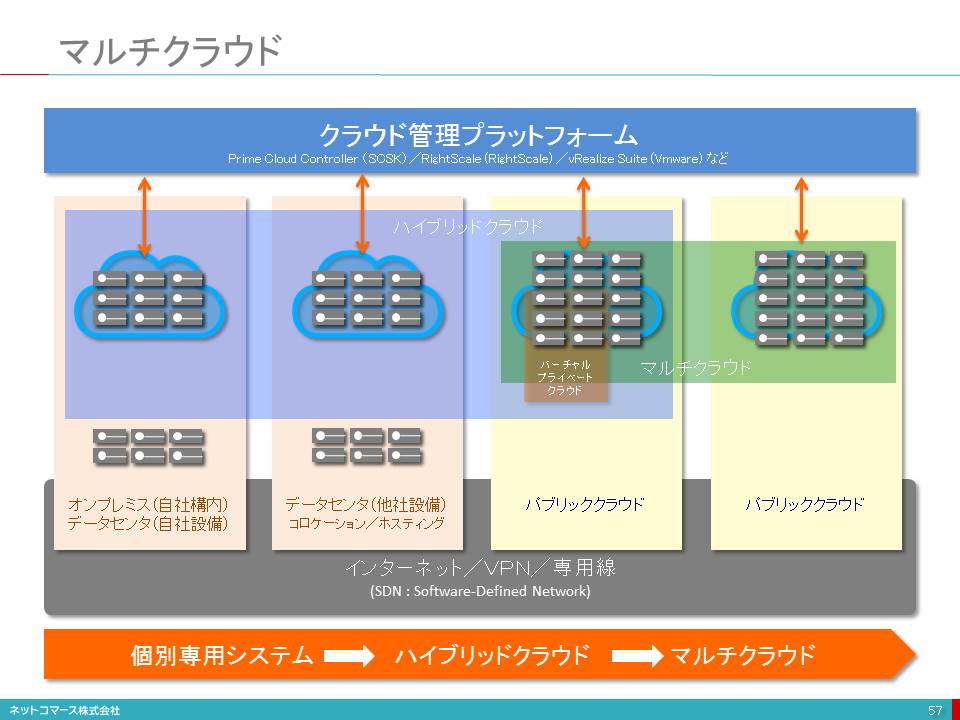 マルチクラウド
クラウド管理プラットフォーム
Prime Cloud Controller (SCSK) ／RightScale (RightScale) ／vRealize Suite (Vmware) など
ハイブリッドクラウド
マルチクラウド
バーチャル
プライベート
クラウド
オンプレミス(自社構内)
データセンタ(自社設備)
データセンタ(他社設備)
コロケーション／ホスティング
パブリッククラウド
パブリッククラウド
インターネット／VPN／専用線
(SDN : Software-Defined Network)
個別専用システム ハイブリッドクラウド マルチクラウド
ネットコマース株式会社
57